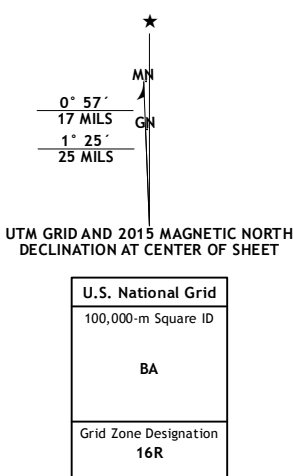 ★
MN
0° 57´
17 MILS
GN
1° 25´
25 MILS
UTM GRID AND 2015 MAGNETIC NORTH
DECLINATION AT CENTER OF SHEET
U.S. National Grid
100,000-m Square ID
BA
Grid Zone Designation
16R